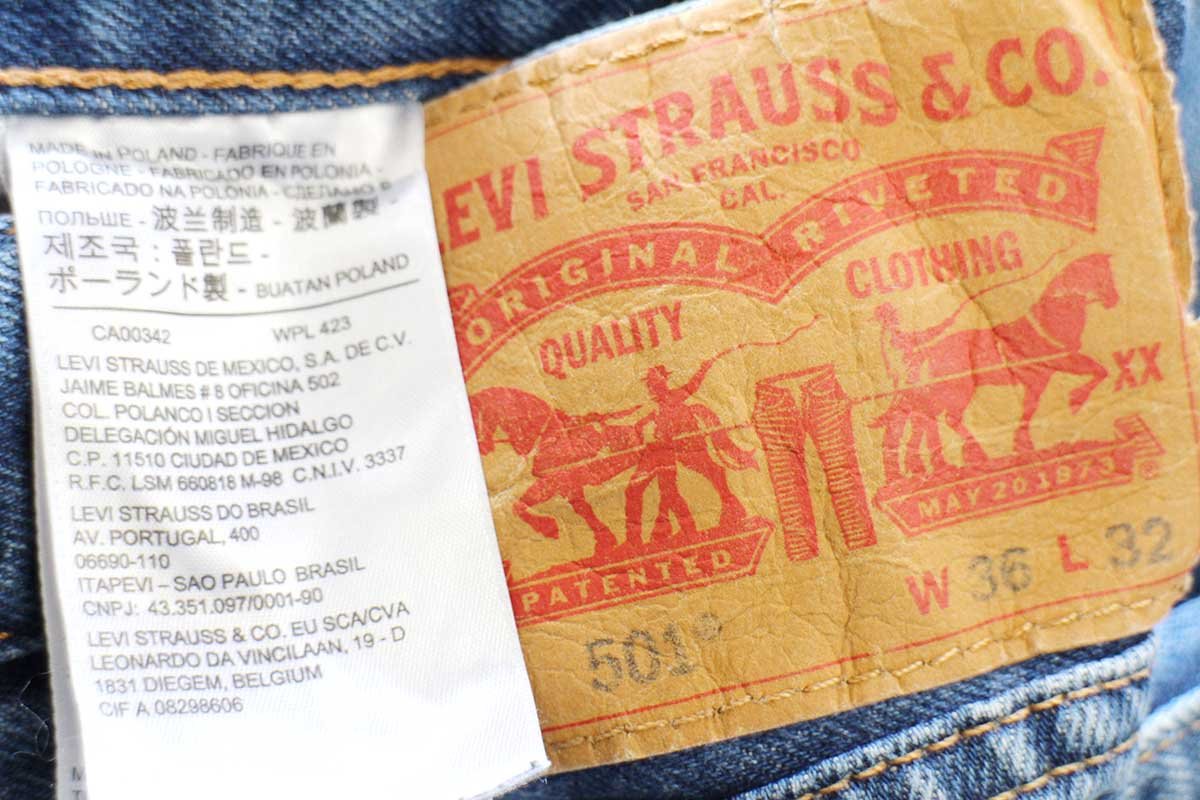 MADE IN POLAND - FABRIQUE EN
POLOGNE - FABRICADO EN POLONIA -
FABRICADO NA POLONIA - СДЕЛАНО В
ПОЛЬШЕ - 波兰制造 - 波蘭製 -
제조국 : 폴란드 -
ポーランド製 - BUATAN POLAND
CA00342 WPL 423
LEVI STRAUSS DE MEXICO, S.A. DE C.V.
JAIME BALMES # 8 OFICINA 502
COL. POLANCO I SECCION
DELEGACIÓN MIGUEL HIDALGO
C.P. 11510 CIUDAD DE MEXICO
R.F.C. LSM 660818 M-98 C.N.I.V. 3337
LEVI STRAUSS DO BRASIL
AV. PORTUGAL, 400
06690-110
ITAPEVI – SAO PAULO BRASIL
CNPJ: 43.351.097/0001-90
LEVI STRAUSS & CO. EU SCA/CVA
LEONARDO DA VINCILAAN, 19 - D
1831 DIEGEM, BELGIUM
CIF A 08298606
LEVI STRAUSS & CO.
SAN FRANCISCO
CAL.
ORIGINAL RIVETED
QUALITY CLOTHING
XX
PATENTED MAY 20 1873 ®
501® W 36 L 32